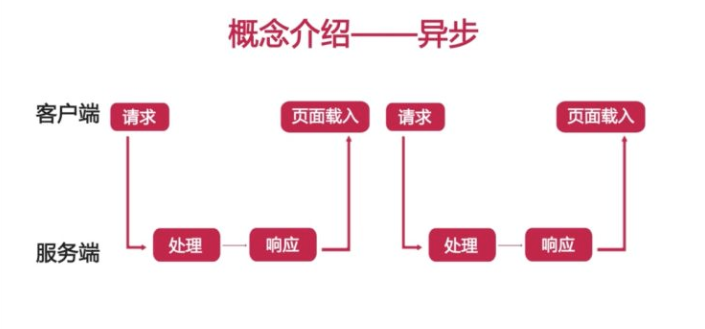 概念介绍——异步
客户端 请求 页面载入 请求 页面载入
服务端 处理 响应 处理 响应